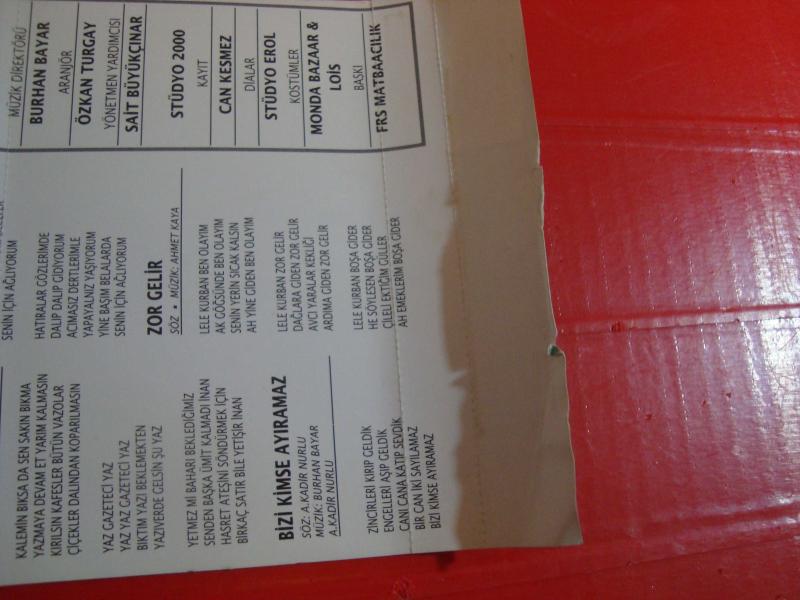 KALEMİN BIKSA DA SEN SAKIN BIKMA
YAZMAYA DEVAM ET YARIM KALMASIN
KIRILSIN KAFESLER BÜTÜN VAZOLAR
ÇİÇEKLER DALINDAN KOPARILMASIN
YAZ GAZETECİ YAZ
YAZ YAZ GAZETECİ YAZ
BIKTIM YAZI BEKLEMEKTEN
YAZIVERDE GELSİN ŞU YAZ
YETMEZ Mİ BAHARI BEKLEDİĞİMİZ
SENDEN BAŞKA ÜMİT KALMADI İNAN
HASRET ATEŞİNİ SÖNDÜRMEK İÇİN
BİRKAÇ SATIR BİLE YETİŞİR İNAN
BİZİ KİMSE AYIRAMAZ
SÖZ: A.KADİR NURLU
MÜZİK: BURHAN BAYAR
A.KADİR NURLU
ZİNCİRLERİ KIRIP GELDİK
ENGELLERİ AŞIP GELDİK
CANI CANA KATIP SEVDİK
BİR CAN İKİ SAYILAMAZ
BİZİ KİMSE AYIRAMAZ
SENİN İÇİN AĞLIYORUM
HATIRALAR GÖZLERİMDE
DALIP DALIP GİDİYORUM
ACIMASIZ DERTLERİMLE
YAPAYALNIZ YAŞIYORUM
YİNE BAŞIM BELALARDA
SENİN İÇİN AĞLIYORUM
ZOR GELİR
SÖZ • MÜZİK: AHMET KAYA
LELE KURBAN BEN OLAYIM
AK GÖĞSÜNDE BEN OLAYIM
SENİN YERİN SICAK KALSIN
AH YİNE GİDEN BEN OLAYIM
LELE KURBAN ZOR GELİR
DAĞLARA GİDEN ZOR GELİR
AVCI YARALAR KEKLİĞİ
ARDIMA GİDEN ZOR GELİR
LELE KURBAN BOŞA GİDER
HE SÖYLESEN BOŞA GİDER
ÇİLELİ EKTİĞİM GÜLLER
AH EMEKLERİM BOŞA GİDER
MÜZİK DİREKTÖRÜ
BURHAN BAYAR
ARANJÖR
ÖZKAN TURGAY
YÖNETMEN YARDIMCISI
SAİT BÜYÜKÇINAR
STÜDYO 2000
KAYIT
CAN KESMEZ
DİALAR
STÜDYO EROL
KOSTÜMLER
MONDA BAZAAR &
LOİS
BASKI
FRS MATBAACILIK